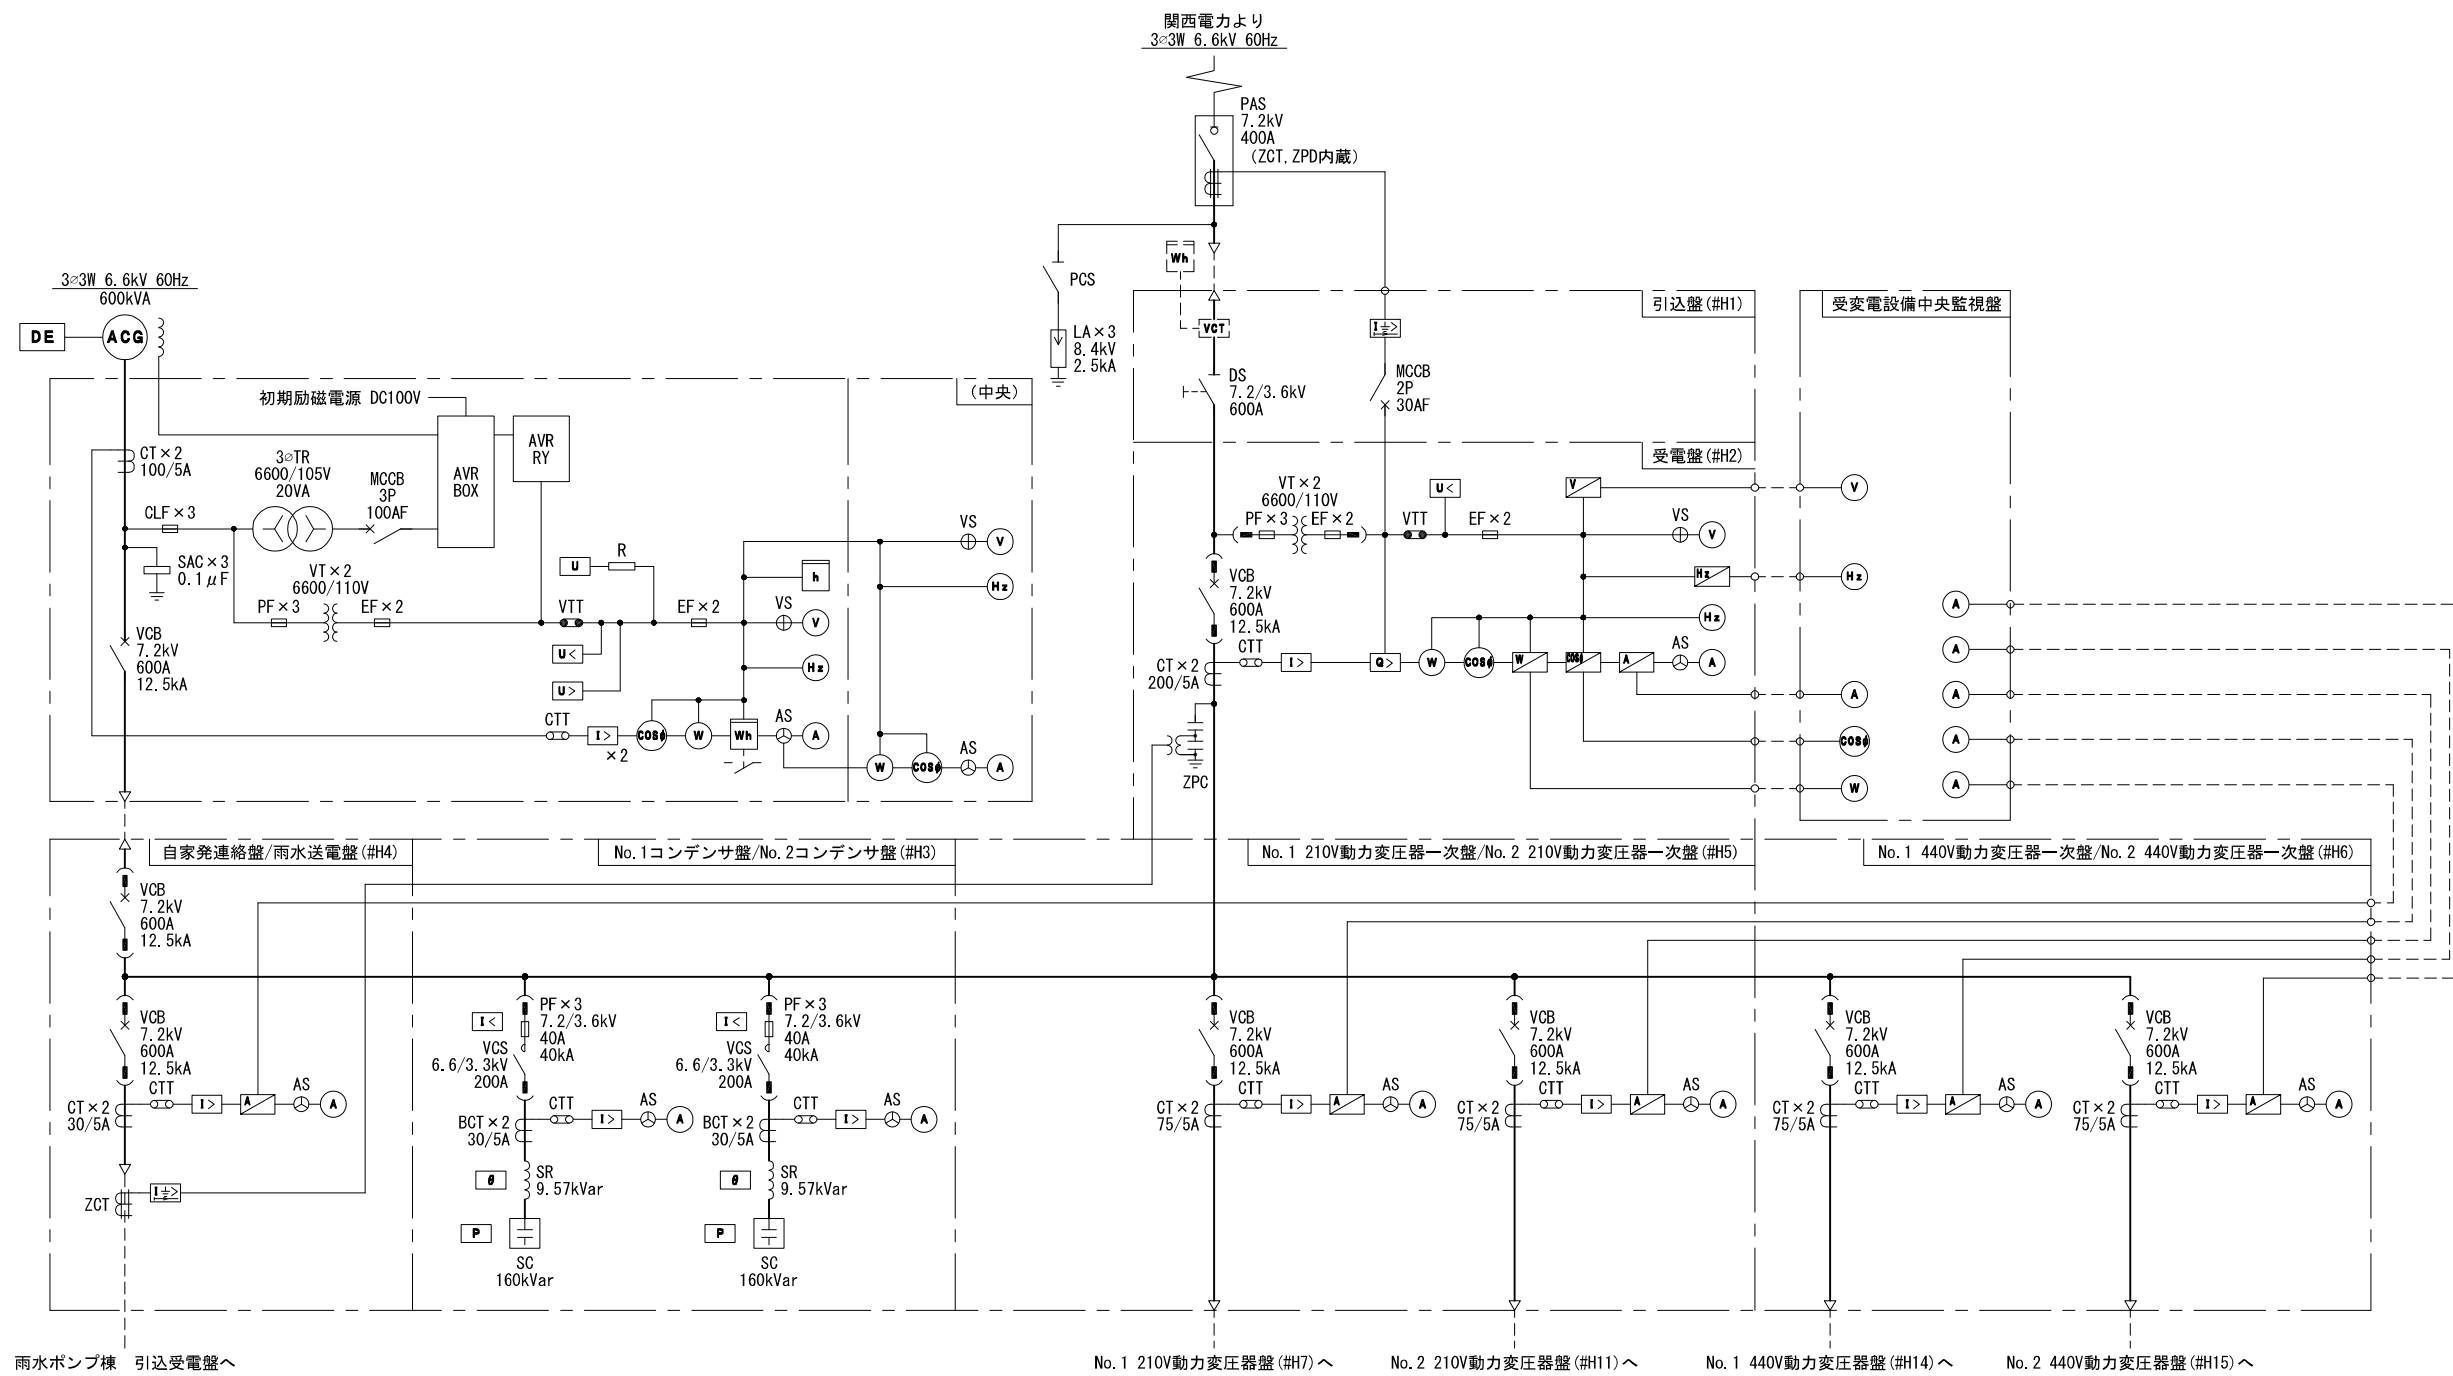 関西電力より
3∅3W 6.6kV 60Hz
PAS
7.2kV
400A
(ZCT,ZPD内蔵)
Wh
PCS
LA×3
8.4kV
2.5kA
3∅3W 6.6kV 60Hz
600kVA
DE
ACG
(中央)
初期励磁電源 DC100V
AVR
BOX
AVR
RY
CT×2
100/5A
3∅TR
6600/105V
20VA
MCCB
3P
100AF
CLF×3
SAC×3
0.1μF
VT×2
6600/110V
PF×3
EF×2
VTT
U
R
U<
U>
EF×2
h
VS
V
Hz
VS
V
Hz
VCB
7.2kV
600A
12.5kA
CTT
I>
×2
COSφ
W
Wh
AS
A
W
COSφ
AS
A
引込盤(#H1)
VCT
I⏚>
DS
7.2/3.6kV
600A
MCCB
2P
30AF
受電盤(#H2)
VT×2
6600/110V
PF×3
EF×2
VTT
U<
EF×2
V
VS
V
Hz
Hz
VCB
7.2kV
600A
12.5kA
CT×2
200/5A
CTT
I>
Q>
W
COSφ
W
COSφ
A
AS
A
ZPC
受変電設備中央監視盤
V
Hz
A
COSφ
W
A
A
A
A
A
自家発連絡盤/雨水送電盤(#H4)
No.1コンデンサ盤/No.2コンデンサ盤(#H3)
No.1 210V動力変圧器一次盤/No.2 210V動力変圧器一次盤(#H5)
No.1 440V動力変圧器一次盤/No.2 440V動力変圧器一次盤(#H6)
VCB
7.2kV
600A
12.5kA
VCB
7.2kV
600A
12.5kA
CT×2
30/5A
CTT
I>
A
AS
A
ZCT
I⏚>
I<
PF×3
7.2/3.6kV
40A
40kA
VCS
6.6/3.3kV
200A
BCT×2
30/5A
CTT
I>
AS
A
θ
SR
9.57kVar
P
SC
160kVar
I<
PF×3
7.2/3.6kV
40A
40kA
VCS
6.6/3.3kV
200A
BCT×2
30/5A
CTT
I>
AS
A
θ
SR
9.57kVar
P
SC
160kVar
VCB
7.2kV
600A
12.5kA
CT×2
75/5A
CTT
I>
A
AS
A
VCB
7.2kV
600A
12.5kA
CT×2
75/5A
CTT
I>
A
AS
A
VCB
7.2kV
600A
12.5kA
CT×2
75/5A
CTT
I>
A
AS
A
VCB
7.2kV
600A
12.5kA
CT×2
75/5A
CTT
I>
A
AS
A
雨水ポンプ棟 引込受電盤へ
No.1 210V動力変圧器盤(#H7)へ
No.2 210V動力変圧器盤(#H11)へ
No.1 440V動力変圧器盤(#H14)へ
No.2 440V動力変圧器盤(#H15)へ